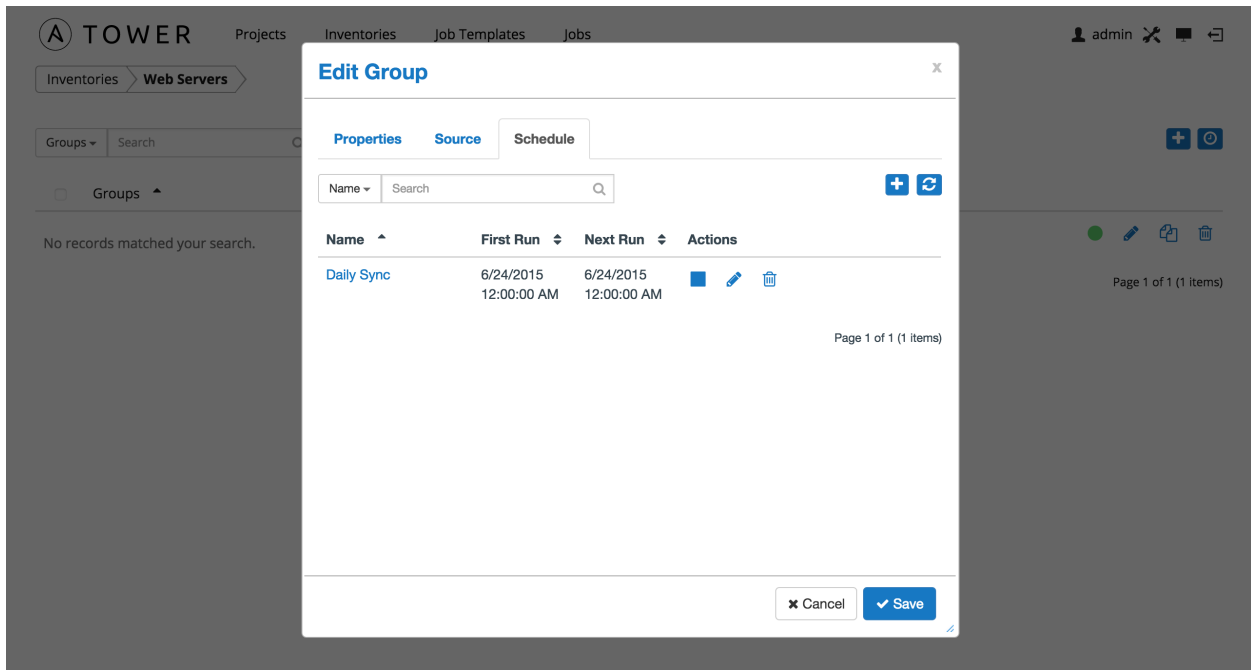 TOWER Projects Inventories Job Templates Jobs admin
Inventories Web Servers
Groups Search
Groups
No records matched your search.
Page 1 of 1 (1 items)
Edit Group x
Properties Source Schedule
Name Search
Name First Run Next Run Actions
Daily Sync 6/24/2015 6/24/2015
12:00:00 AM 12:00:00 AM
Page 1 of 1 (1 items)
Cancel Save